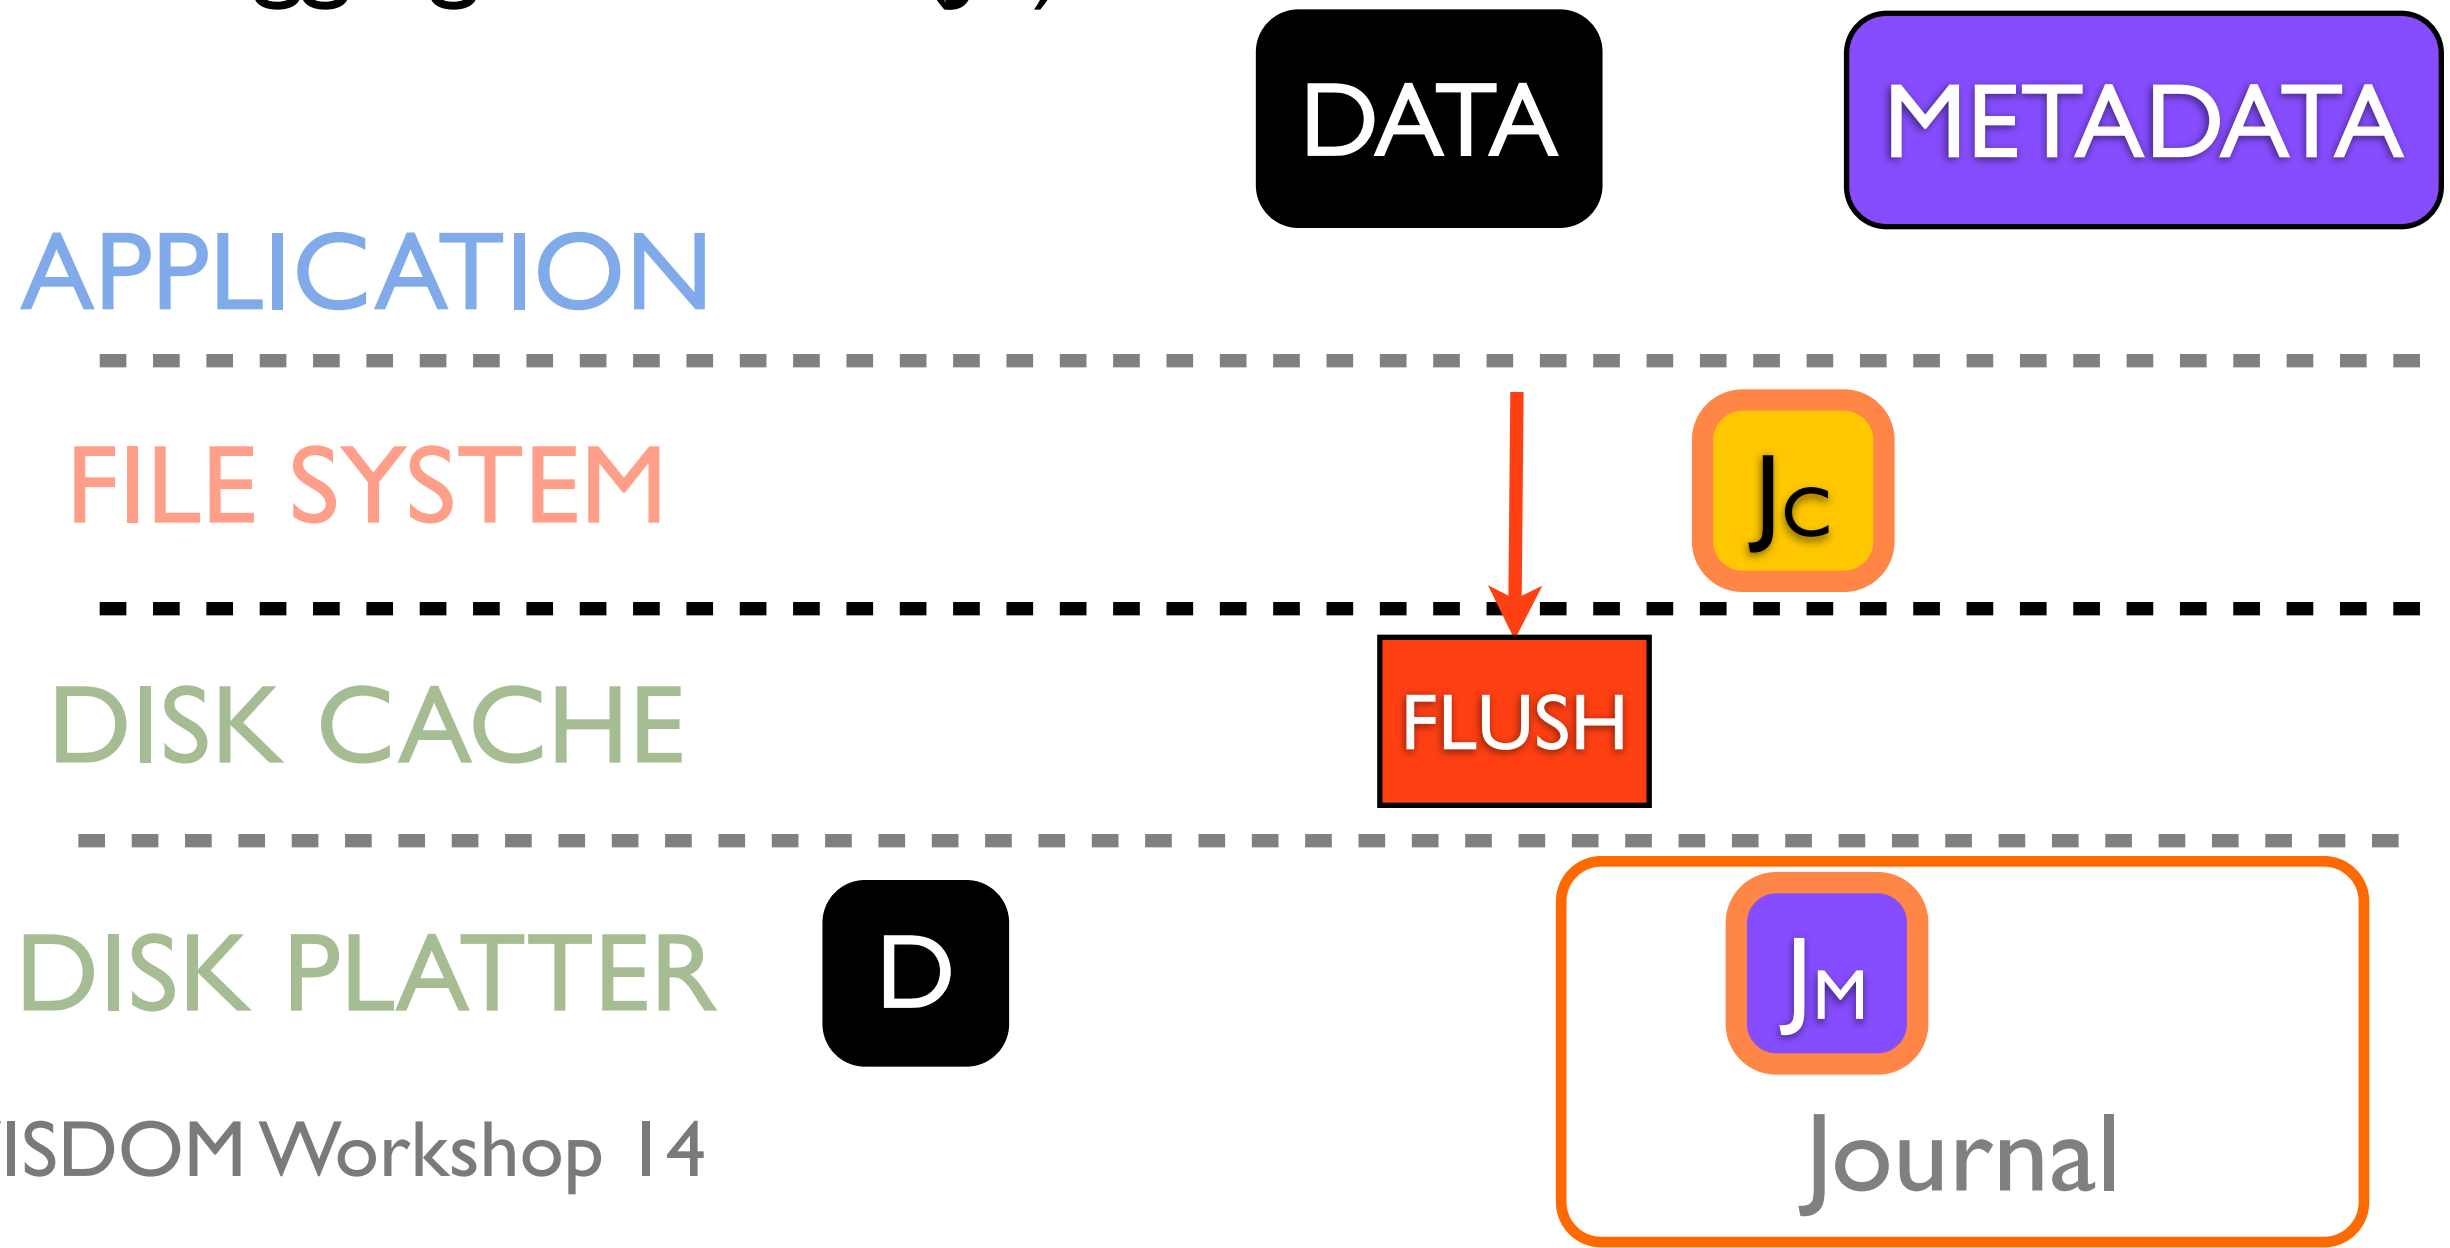 DATA
METADATA
APPLICATION
FILE SYSTEM
JC
DISK CACHE
FLUSH
DISK PLATTER
D
JM
Workshop 14
Journal